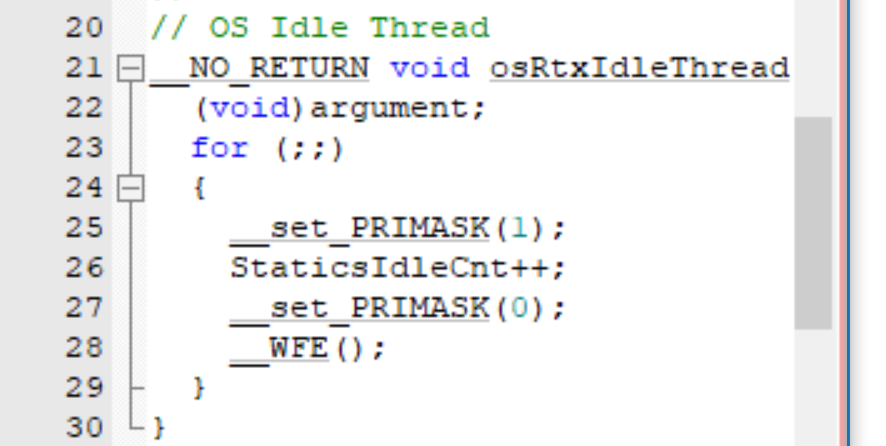 20 // OS Idle Thread
21 __NO_RETURN void osRtxIdleThread
22 (void)argument;
23 for (;;)
24 {
25 __set_PRIMASK(1);
26 StaticsIdleCnt++;
27 __set_PRIMASK(0);
28 __WFE();
29 }
30 }